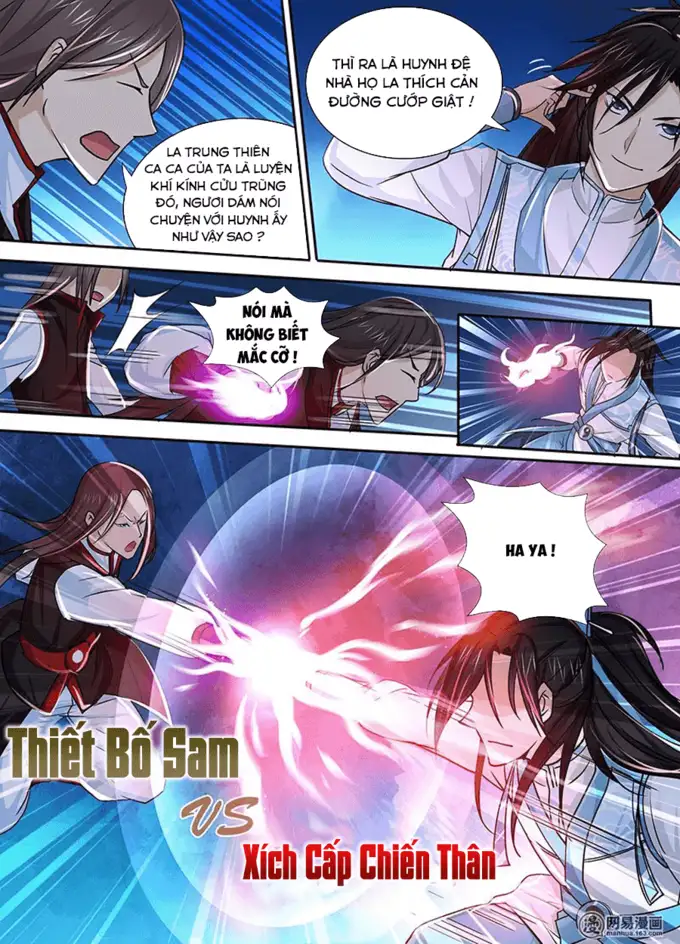 THÌ RA LÀ HUYNH ĐỆ
NHÀ HỌ LA THÍCH CẢN
ĐƯỜNG CƯỚP GIẬT !
LA TRUNG THIÊN
CA CA CỦA TA LÀ LUYỆN
KHÍ KÍNH CỬU TRÙNG
ĐỒ, NGƯƠI DÁM NÓI
CHUYỆN VỚI HUYNH ẤY
NHƯ VẬY SAO ?
NÓI MÀ
KHÔNG BIẾT
MẮC CỠ !
HA YA !
Thiết Bố Sam
VS
Xích Cấp Chiến Thân
网易漫画
manhua.163.com